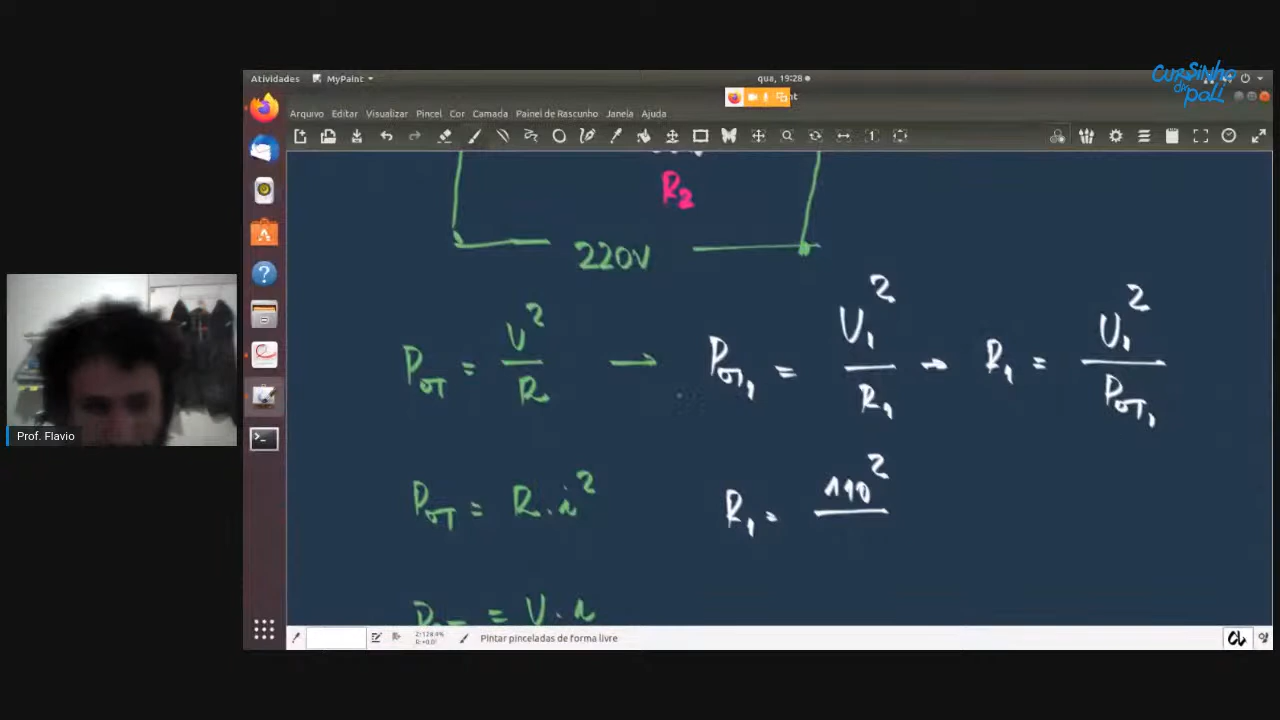 CURSINHO
da
POLI
Atividades MyPaint qua, 19:28
nt
Arquivo Editar Visualizar Pincel Cor Camada Painel de Rascunho Janela Ajuda
R2
220V
POT = U² / R → POT1 = U1² / R1 → R1 = U1² / POT1
POT = R . i² R1 = 110²
= U . i
Prof. Flavio
Pintar pinceladas de forma livre